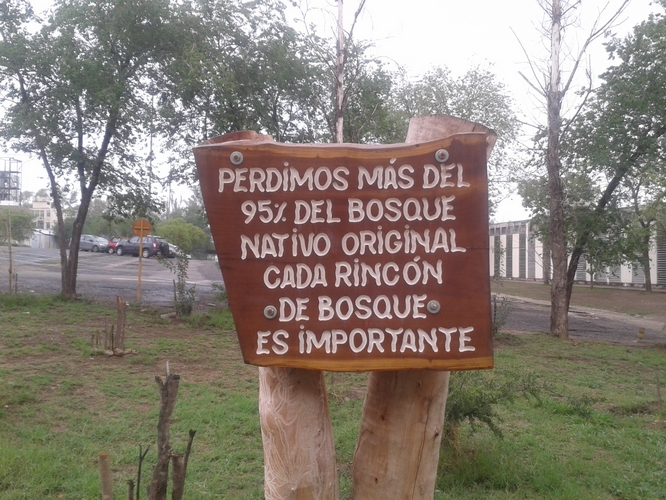 PERDIMOS MÁS DEL
95% DEL BOSQUE
NATIVO ORIGINAL
CADA RINCÓN
DE BOSQUE
ES IMPORTANTE